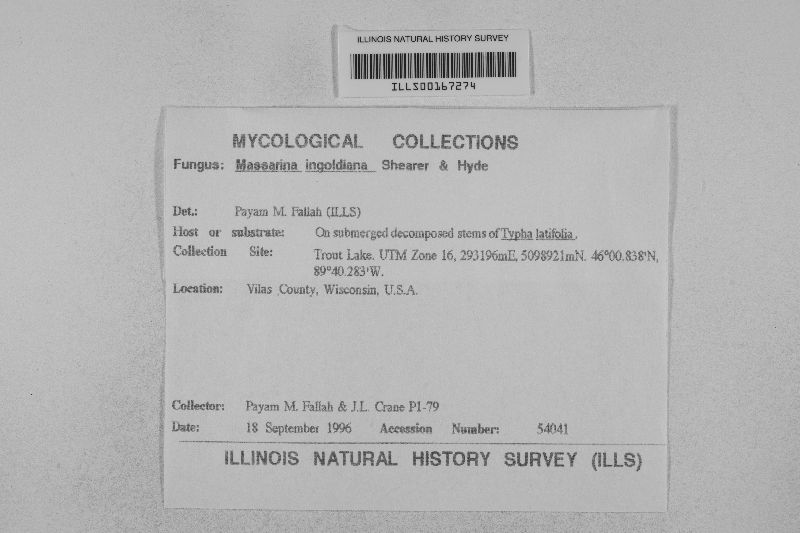 ILLINOIS NATURAL HISTORY SURVEY
ILLS00167274
MYCOLOGICAL COLLECTIONS
Fungus: Massarina ingoldiana Shearer & Hyde
Det.: Payam M. Fallah (ILLS)
Host or substrate: On submerged decomposed stems of Typha latifolia.
Collection Site: Trout Lake. UTM Zone 16, 293196mE, 5098921mN. 46°00.838'N,
89°40.283'W.
Location: Vilas County, Wisconsin, U.S.A.
Collector: Payam M. Fallah & J.L. Crane P1-79
Date: 18 September 1996 Accession Number: 54041
ILLINOIS NATURAL HISTORY SURVEY (ILLS)